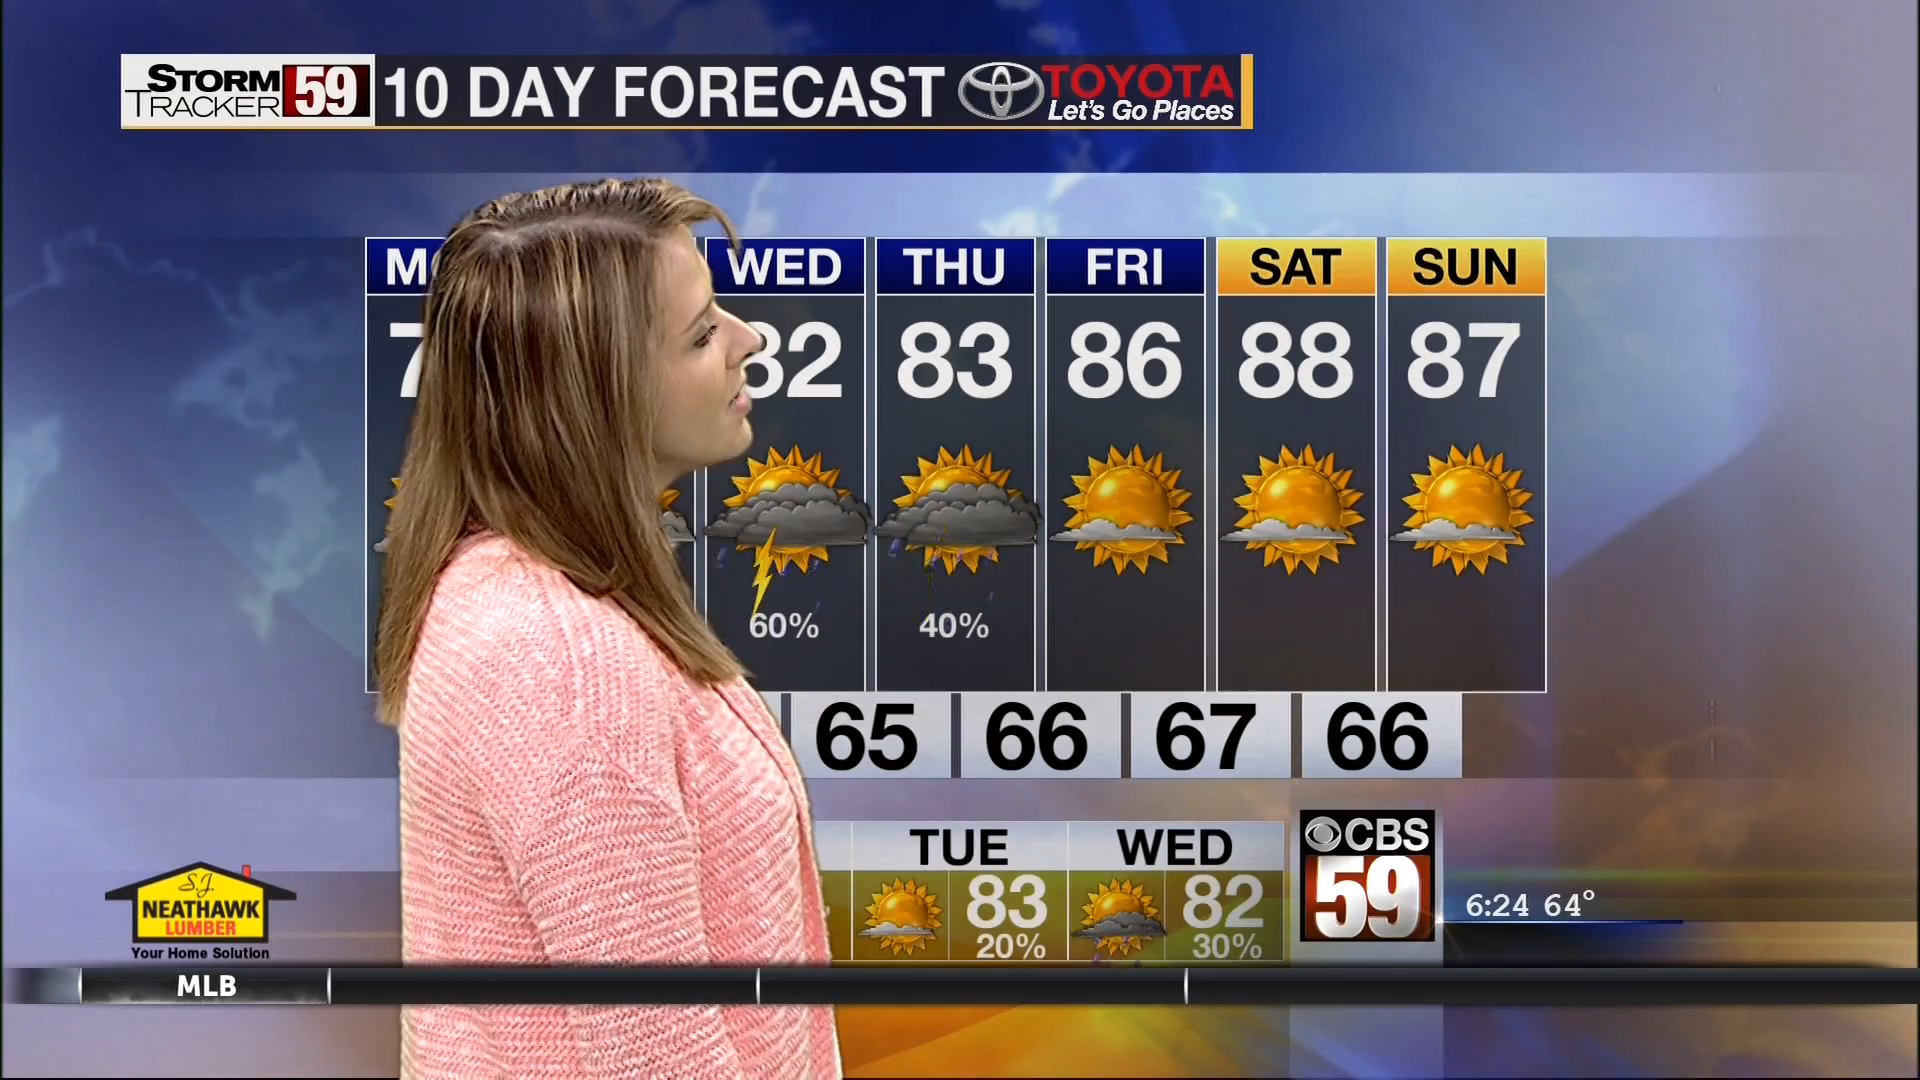 STORM TRACKER 59
10 DAY FORECAST
TOYOTA
Let's Go Places
WED THU FRI SAT SUN
82 83 86 88 87
60% 40%
65 66 67 66
TUE WED
83 82
20% 30%
CBS
59
6:24 64°
S.J.
NEATHAWK
LUMBER
Your Home Solution
MLB